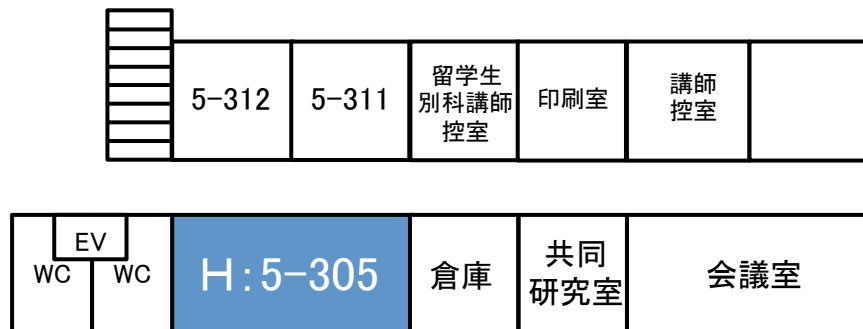 5-312
5-311
留学生
別科講師
控室
印刷室
講師
控室
EV
WC
WC
H:5-305
倉庫
共同
研究室
会議室